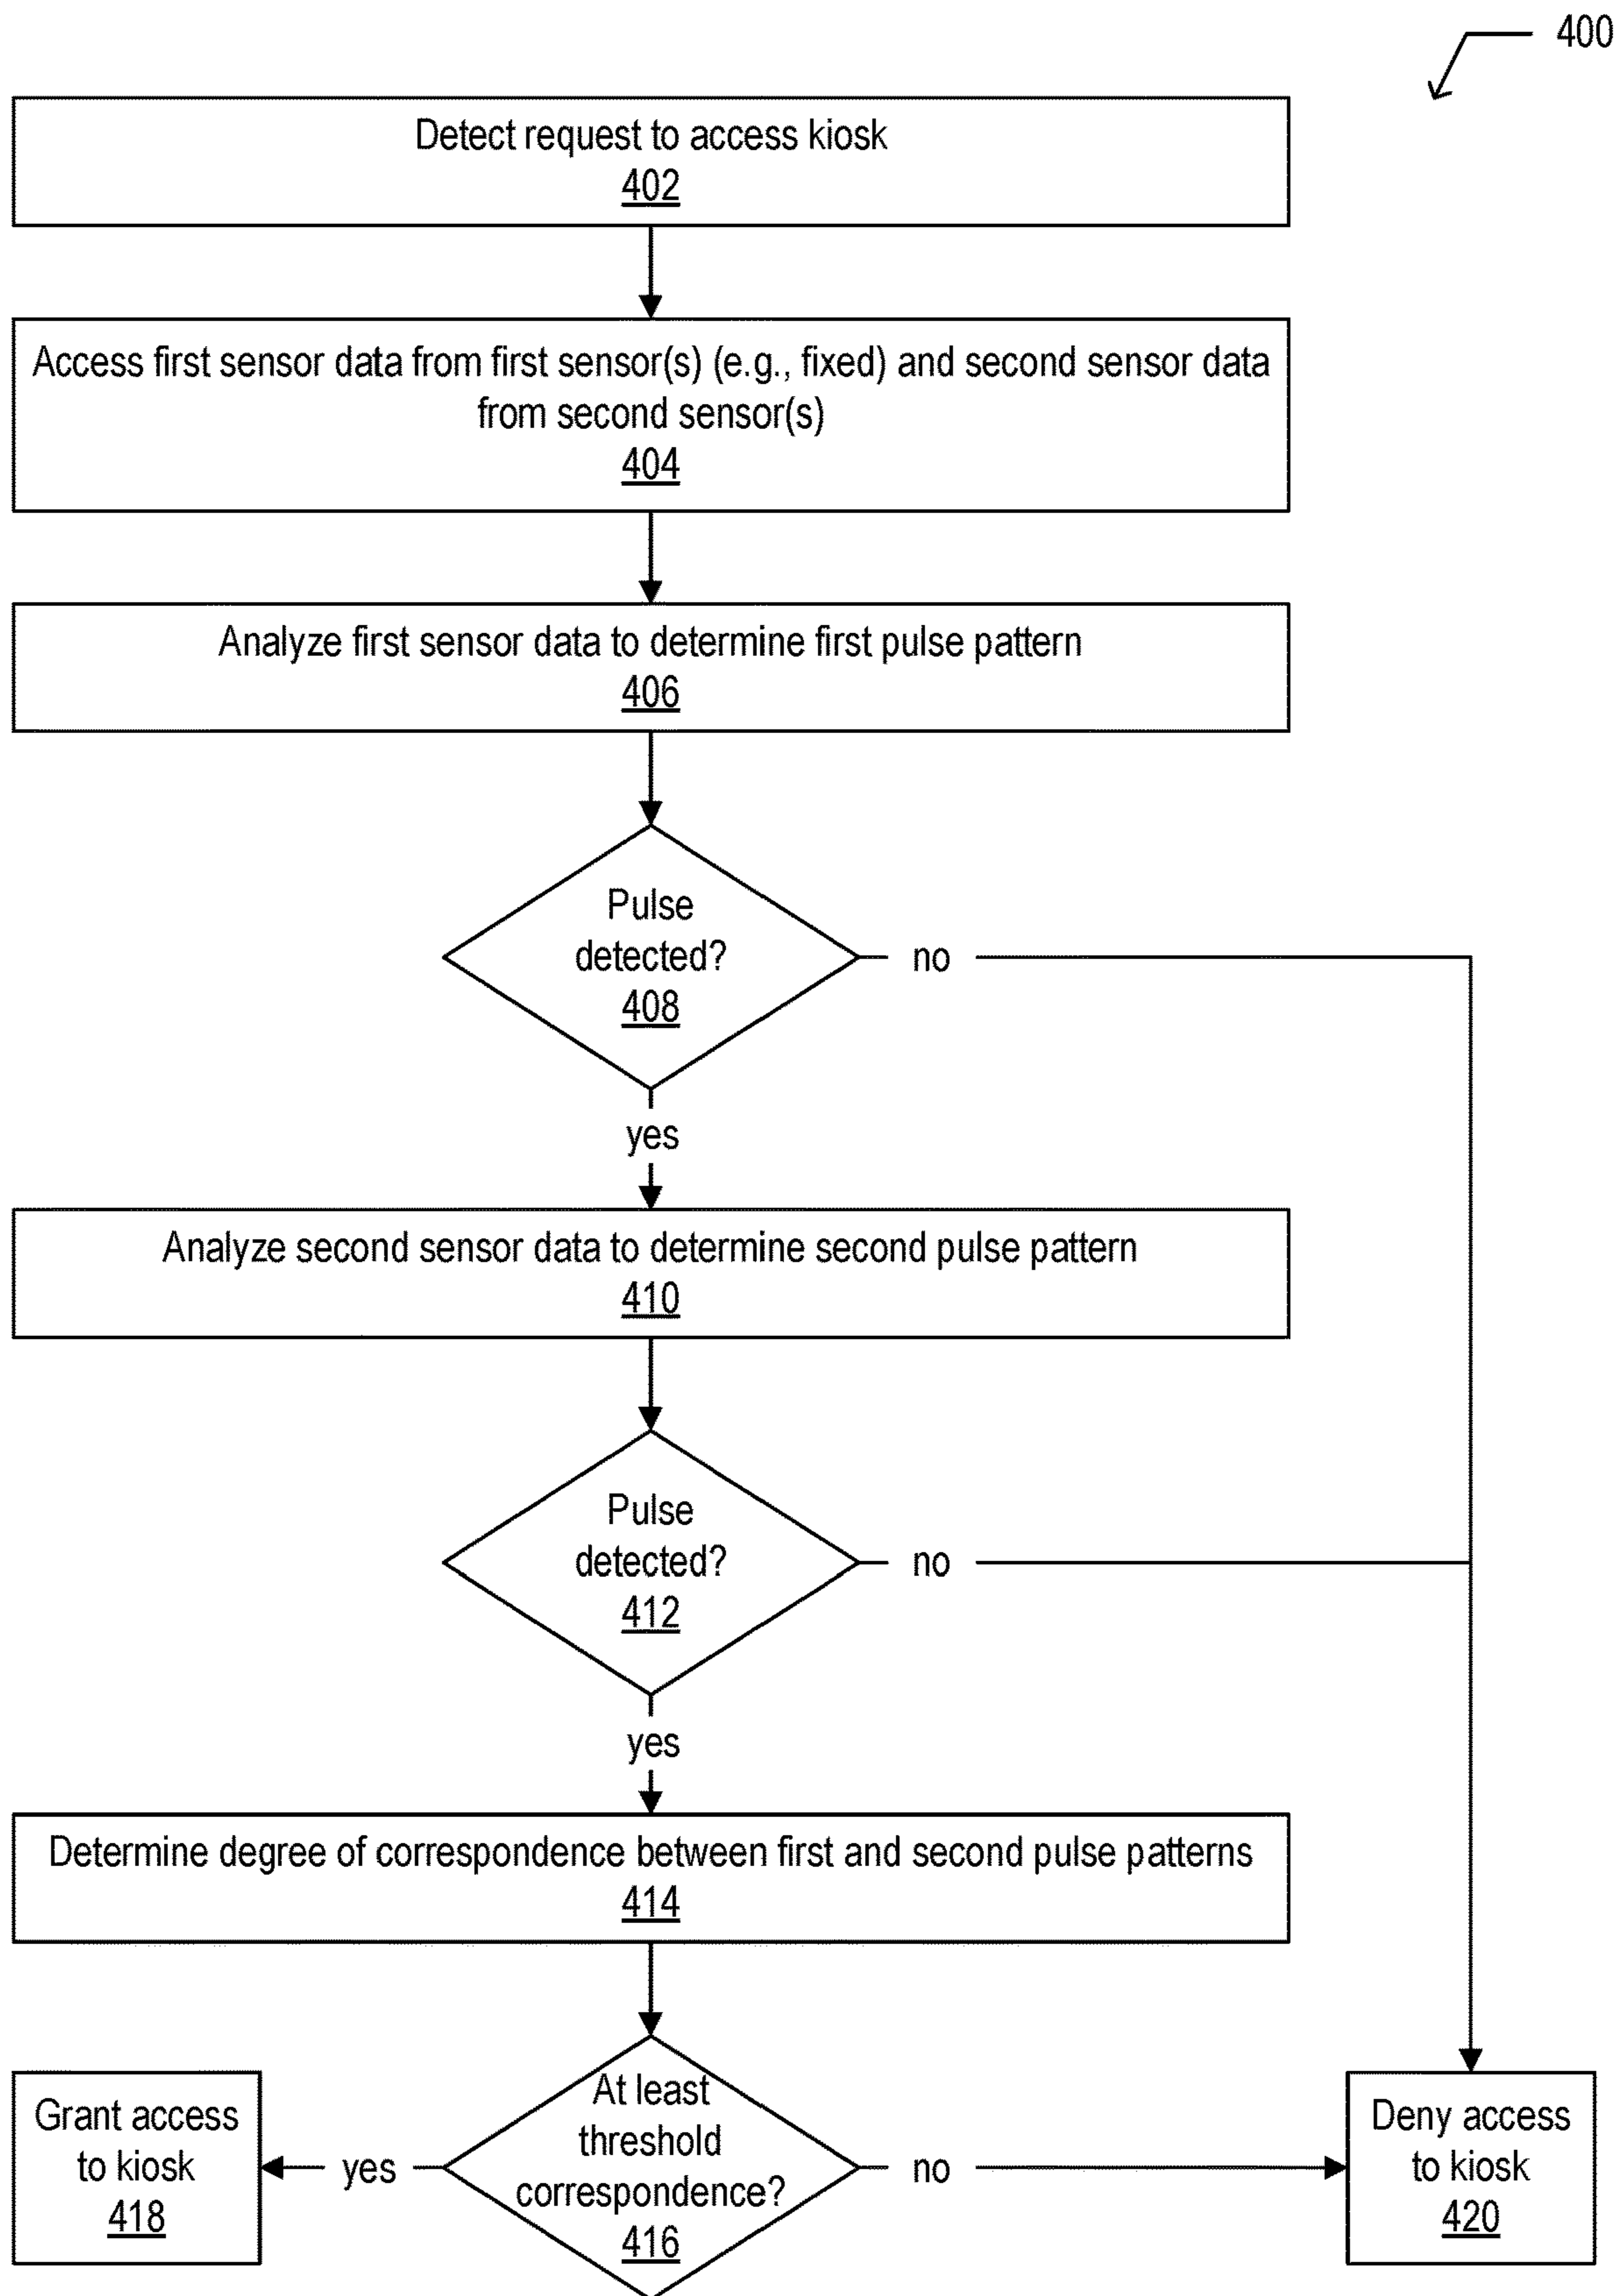 400
Detect request to access kiosk
402
Access first sensor data from first sensor(s) (e.g., fixed) and second sensor data
from second sensor(s)
404
Analyze first sensor data to determine first pulse pattern
406
Pulse
detected?
408
no
yes
Analyze second sensor data to determine second pulse pattern
410
Pulse
detected?
412
no
yes
Determine degree of correspondence between first and second pulse patterns
414
At least
threshold
correspondence?
416
yes
no
Grant access
to kiosk
418
Deny access
to kiosk
420